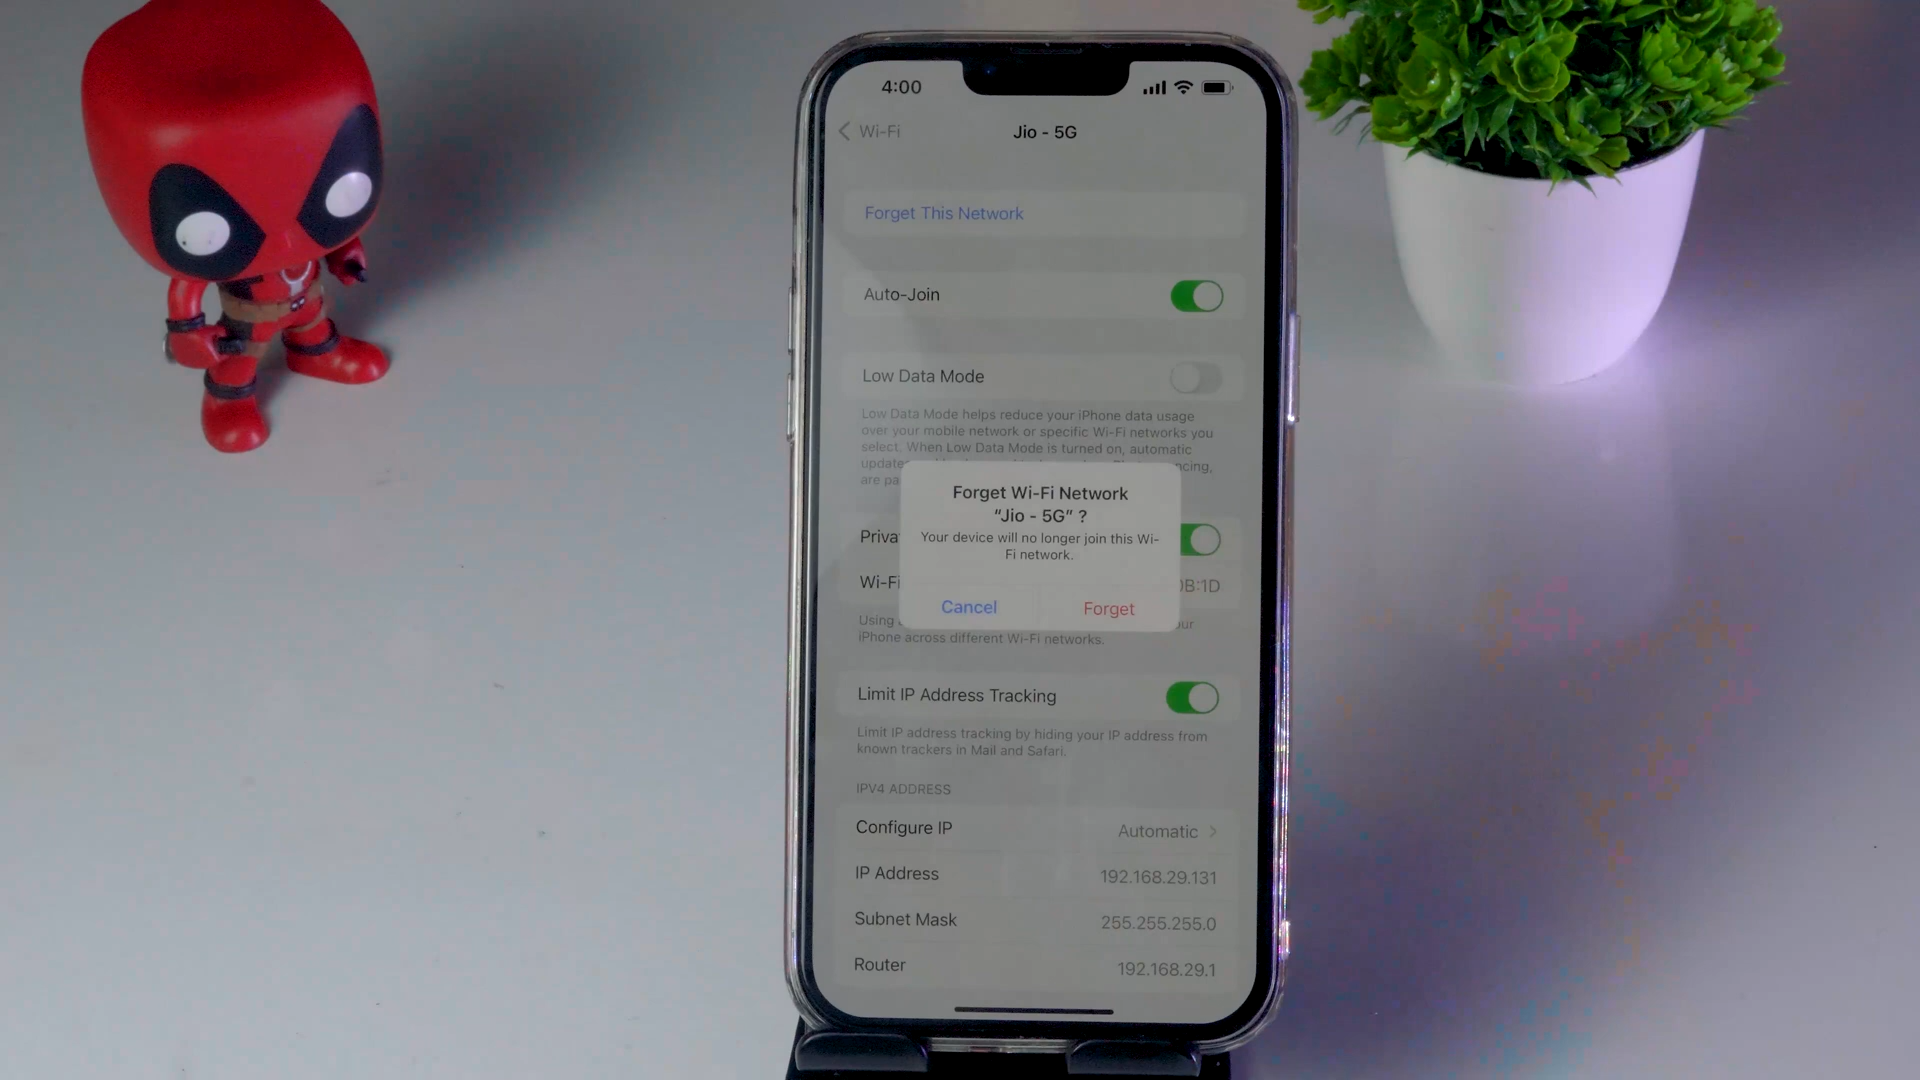 4:00
Wi-Fi
Jio - 5G
Forget This Network
Auto-Join
Low Data Mode
Low Data Mode helps reduce your iPhone data usage
over your mobile network or specific Wi-Fi networks you
select. When Low Data Mode is turned on, automatic
Forget Wi-Fi Network
“Jio - 5G” ?
Your device will no longer join this Wi-
Fi network.
Cancel
Forget
Wi-Fi
0B:1D
Using
iPhone across different Wi-Fi networks.
Limit IP Address Tracking
Limit IP address tracking by hiding your IP address from
known trackers in Mail and Safari.
IPV4 ADDRESS
Configure IP
Automatic
IP Address
192.168.29.131
Subnet Mask
255.255.255.0
Router
192.168.29.1